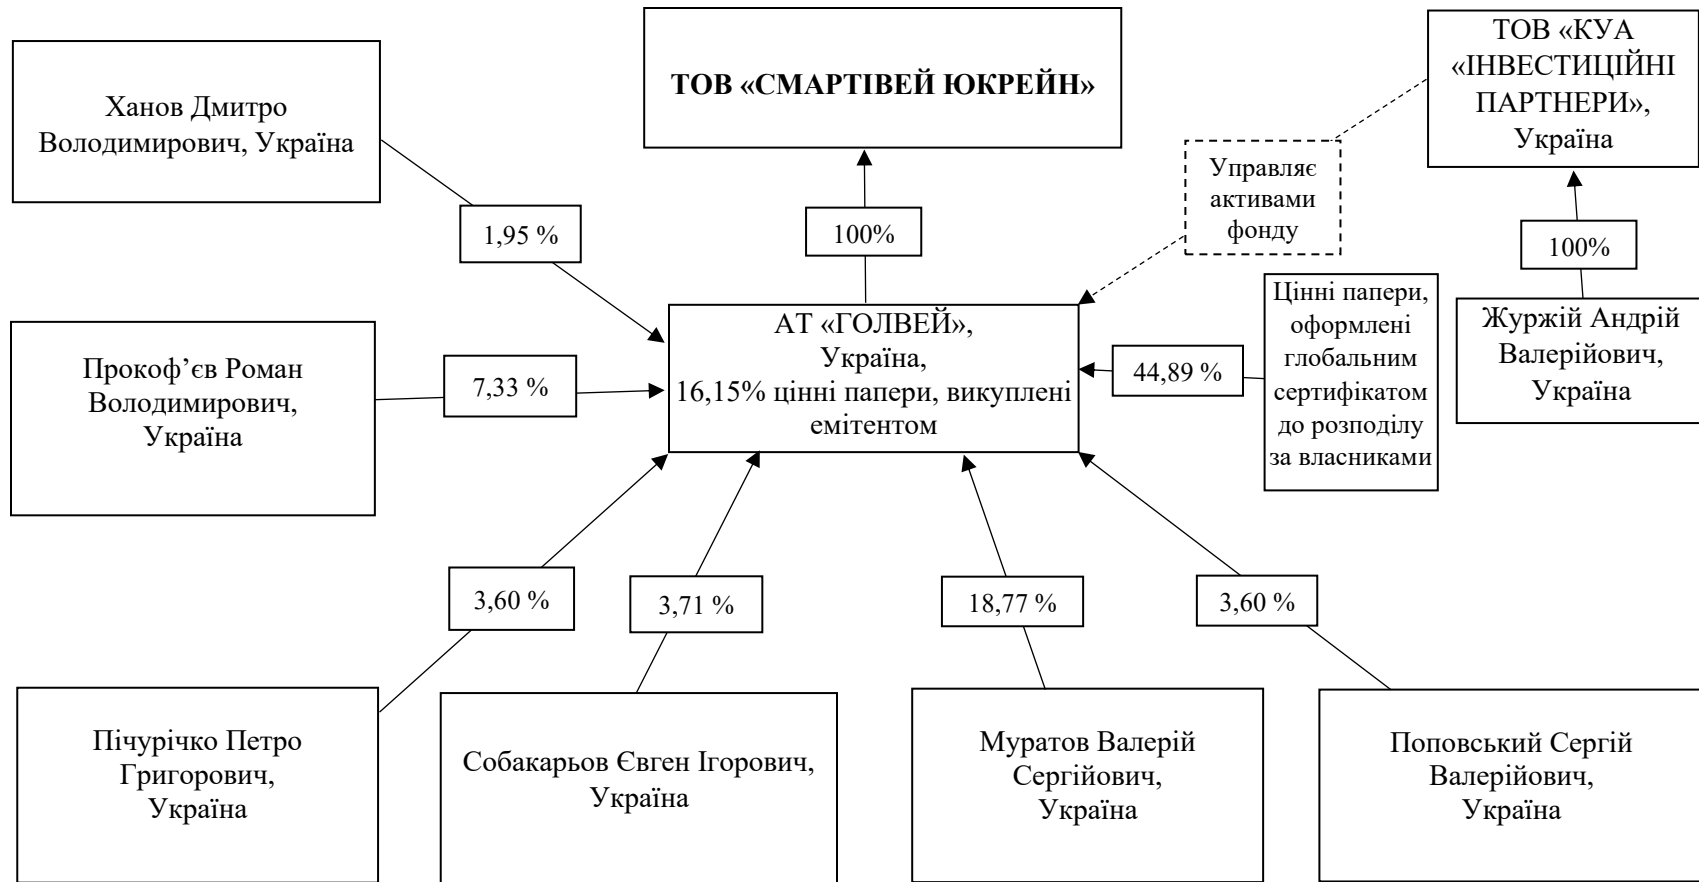 ТОВ «СМАРТІВЕЙ ЮКРЕЙН»
ТОВ «КУА
«ІНВЕСТИЦІЙНІ
ПАРТНЕРИ»,
Україна
Ханов Дмитро
Володимирович, Україна
Управляє
активами
фонду
1,95 %
100%
100%
Цінні папери,
оформлені
глобальним
сертифікатом
до розподілу
за власниками
Журжій Андрій
Валерійович,
Україна
АТ «ГОЛВЕЙ»,
Україна,
16,15% цінні папери, викуплені
емітентом
44,89 %
Прокоф’єв Роман
Володимирович,
Україна
7,33 %
3,60 %
3,71 %
18,77 %
3,60 %
Пічурічко Петро
Григорович,
Україна
Собакарьов Євген Ігорович,
Україна
Муратов Валерій
Сергійович,
Україна
Поповський Сергій
Валерійович,
Україна